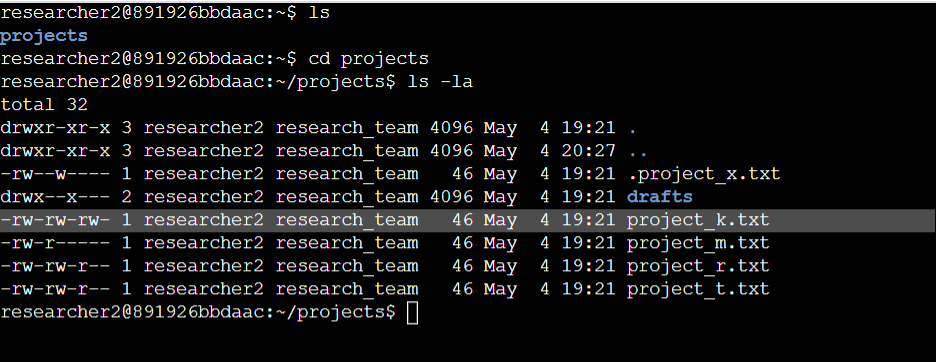 researcher2@891926bbdaac:~$ ls
projects
researcher2@891926bbdaac:~$ cd projects
researcher2@891926bbdaac:~/projects$ ls -la
total 32
drwxr-xr-x 3 researcher2 research_team 4096 May  4 19:21 .
drwxr-xr-x 3 researcher2 research_team 4096 May  4 20:27 ..
-rw--w---- 1 researcher2 research_team   46 May  4 19:21 .project_x.txt
drwx--x--- 2 researcher2 research_team 4096 May  4 19:21 drafts
-rw-rw-rw- 1 researcher2 research_team   46 May  4 19:21 project_k.txt
-rw-r----- 1 researcher2 research_team   46 May  4 19:21 project_m.txt
-rw-rw-r-- 1 researcher2 research_team   46 May  4 19:21 project_r.txt
-rw-rw-r-- 1 researcher2 research_team   46 May  4 19:21 project_t.txt
researcher2@891926bbdaac:~/projects$